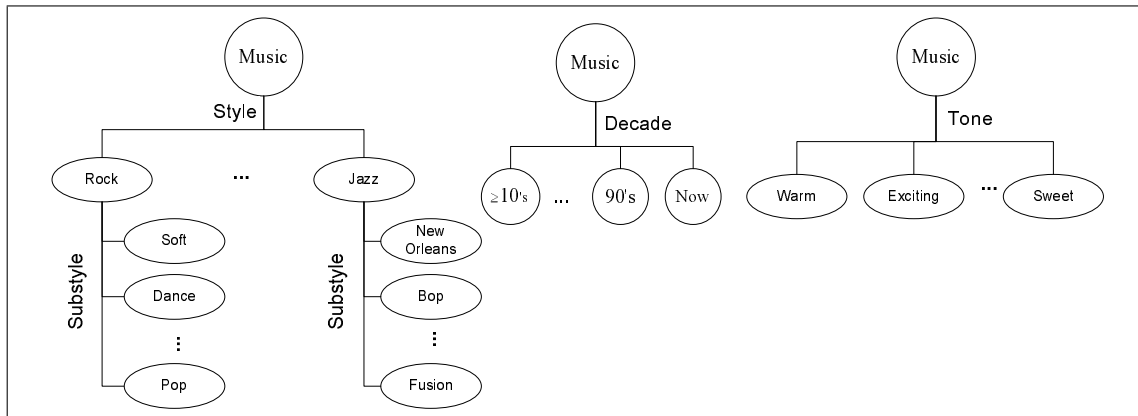 Music
Style
Rock
...
Jazz
Substyle
Soft
Dance
...
Pop
Substyle
New
Orleans
Bop
...
Fusion
Music
Decade
≥10's
...
90's
Now
Music
Tone
Warm
Exciting
...
Sweet